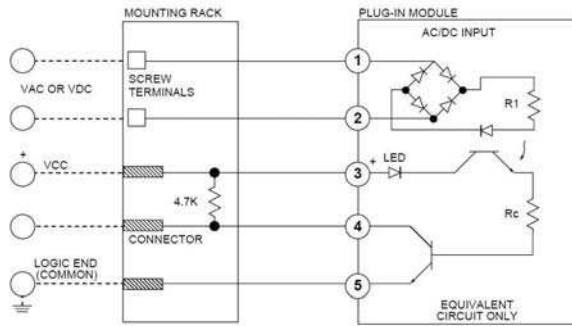 MOUNTING RACK
PLUG-IN MODULE
AC/DC INPUT
1
SCREW
TERMINALS
VAC OR VDC
R1
2
+
VCC
3
+ LED
4.7K
Rc
4
CONNECTOR
LOGIC END
(COMMON)
5
EQUIVALENT
CIRCUIT ONLY